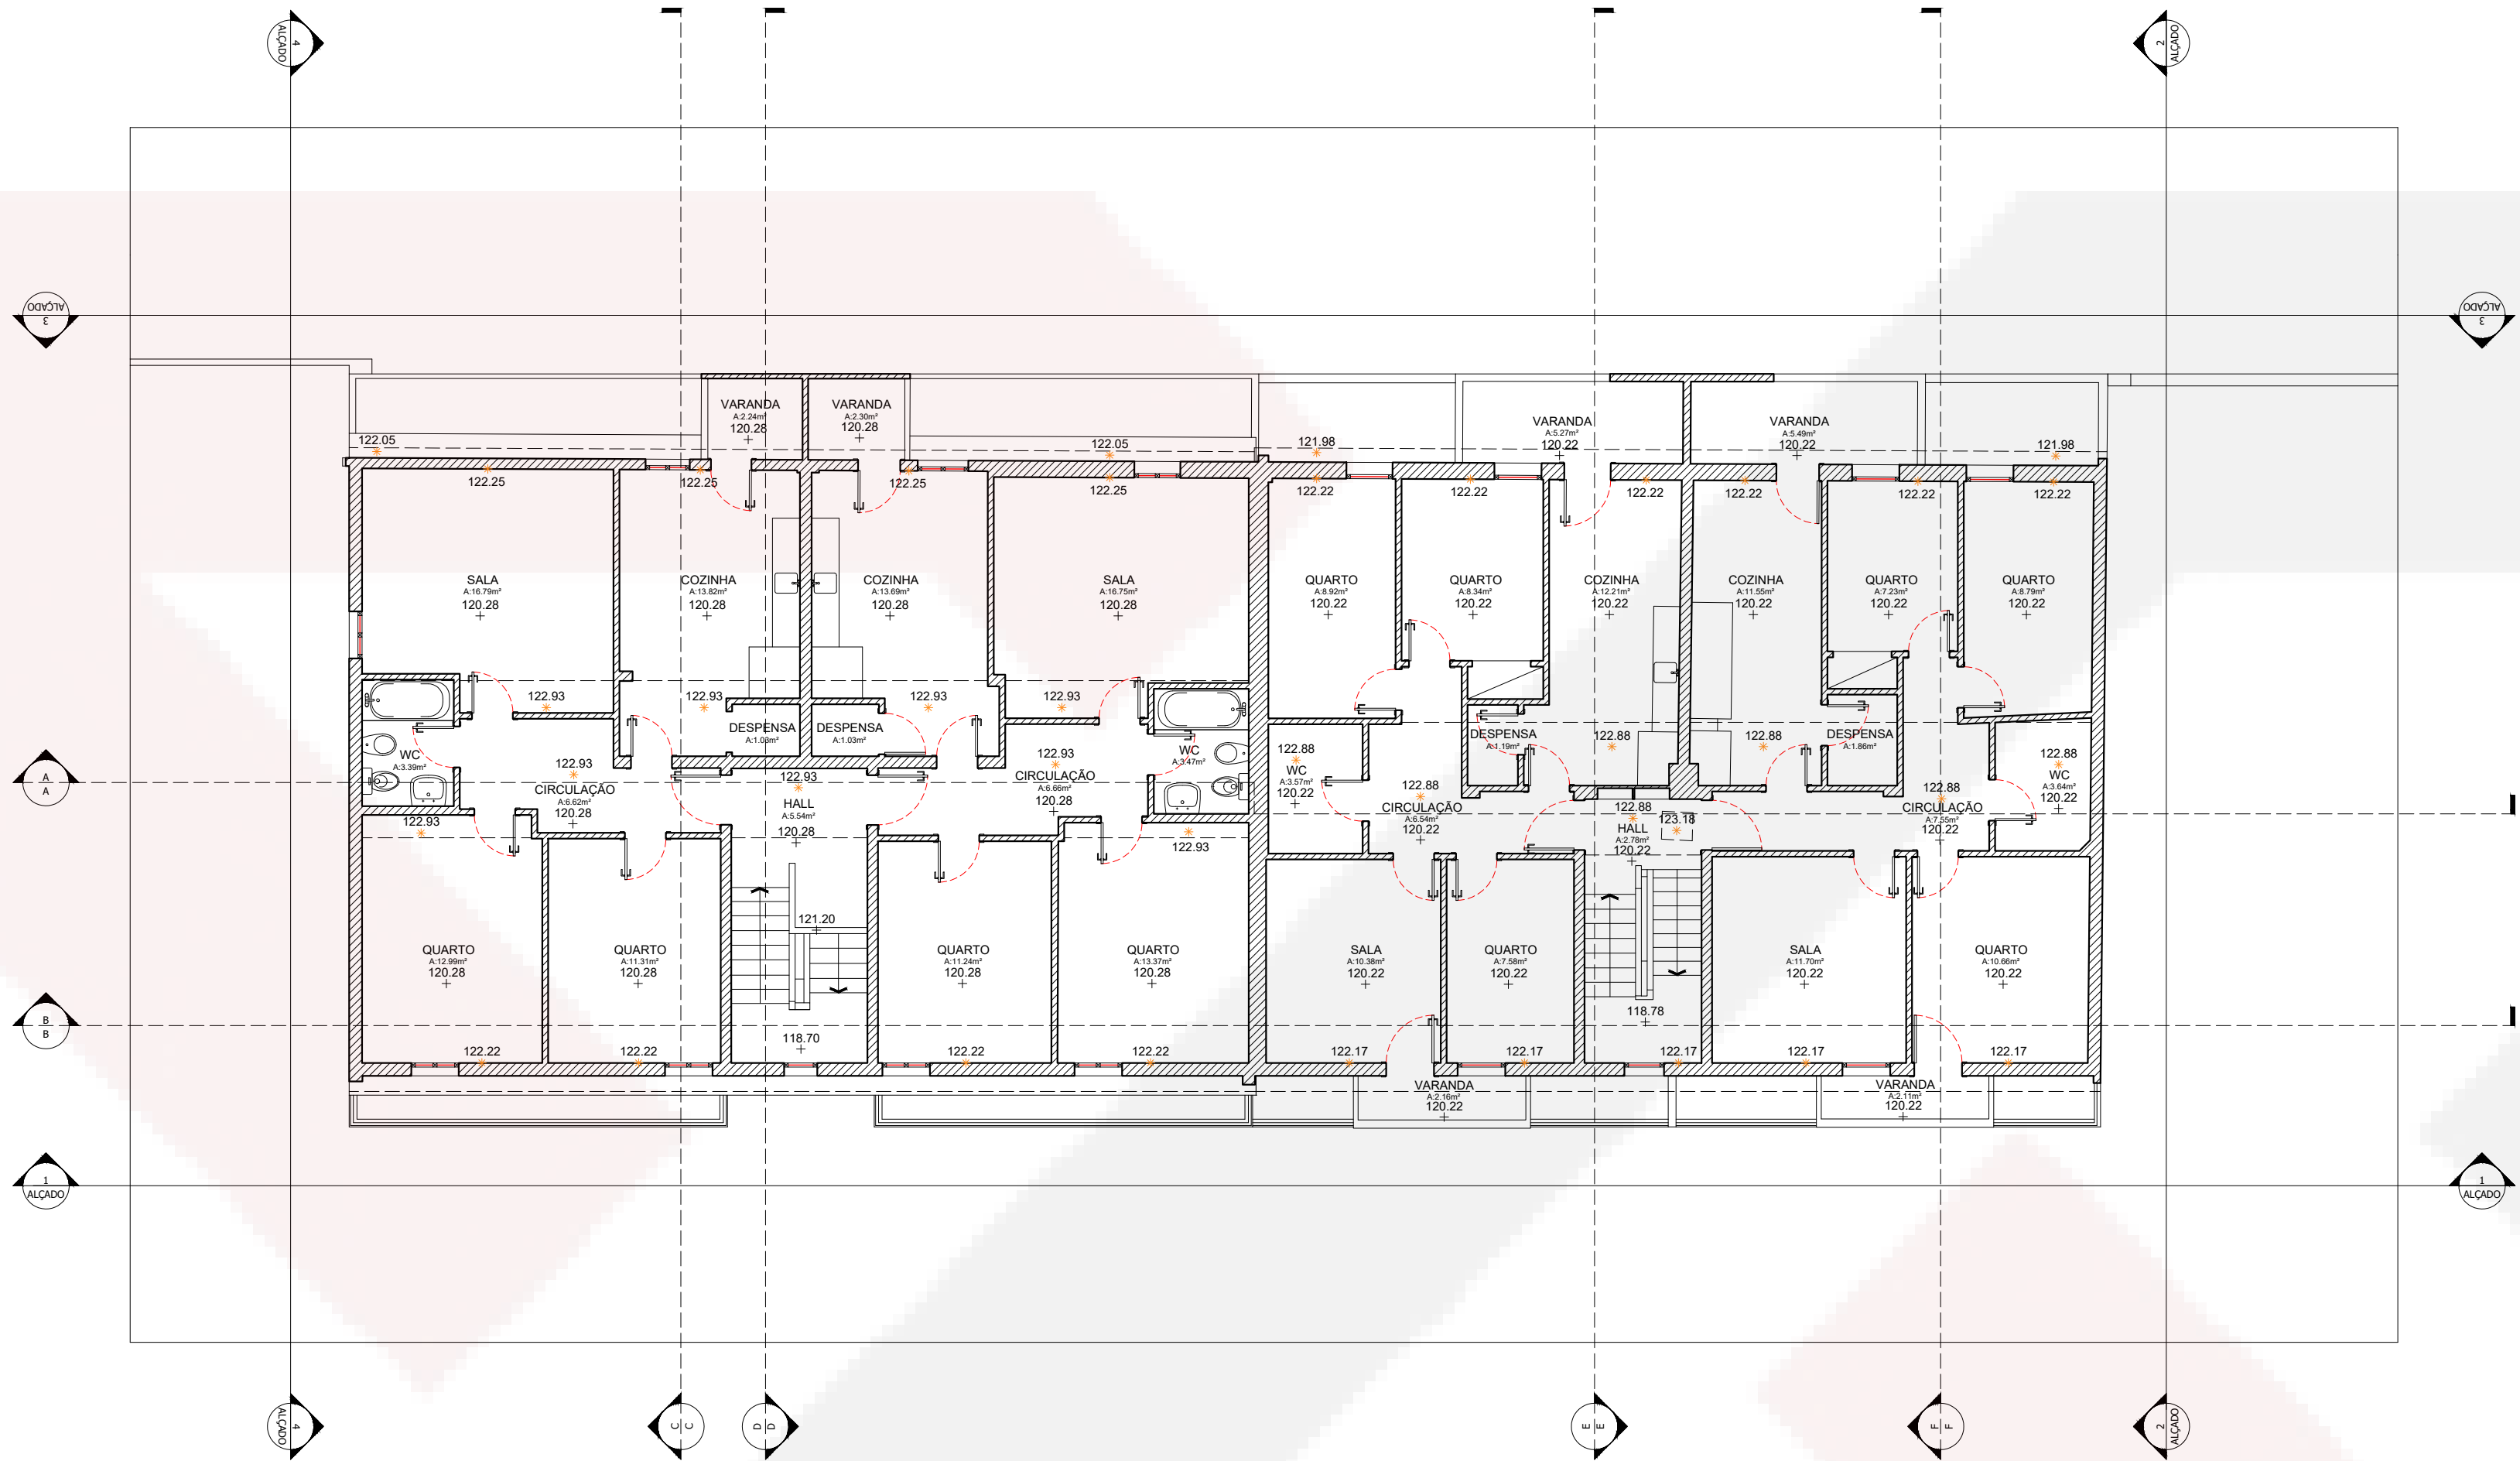 4
ALÇADO
2
ALÇADO
ALÇADO
3
ALÇADO
3
VARANDA
A:2.24m²
120.28
VARANDA
A:2.30m²
120.28
VARANDA
A:5.27m²
120.22
VARANDA
A:5.49m²
120.22
122.05
122.05
121.98
121.98
122.25
122.25
122.25
122.25
122.22
122.22
122.22
122.22
122.22
122.22
SALA
A:16.79m²
120.28
COZINHA
A:13.82m²
120.28
COZINHA
A:13.69m²
120.28
SALA
A:16.75m²
120.28
QUARTO
A:8.92m²
120.22
QUARTO
A:8.34m²
120.22
COZINHA
A:12.21m²
120.22
COZINHA
A:11.55m²
120.22
QUARTO
A:7.23m²
120.22
QUARTO
A:8.79m²
120.22
122.93
122.93
122.93
122.93
DESPENSA
A:1.03m²
DESPENSA
A:1.03m²
DESPENSA
A:1.19m²
DESPENSA
A:1.86m²
122.88
122.88
WC
A:3.39m²
WC
A:3.47m²
122.88
WC
A:3.57m²
120.22
122.88
WC
A:3.64m²
120.22
122.93
CIRCULAÇÃO
A:6.62m²
120.28
122.93
HALL
A:5.54m²
120.28
122.93
CIRCULAÇÃO
A:6.66m²
120.28
122.88
CIRCULAÇÃO
A:6.54m²
120.22
122.88
HALL
A:2.78m²
120.22
123.18
122.88
CIRCULAÇÃO
A:7.55m²
120.22
A
A
122.93
122.93
121.20
QUARTO
A:12.99m²
120.28
QUARTO
A:11.31m²
120.28
QUARTO
A:11.24m²
120.28
QUARTO
A:13.37m²
120.28
SALA
A:10.38m²
120.22
QUARTO
A:7.58m²
120.22
SALA
A:11.70m²
120.22
QUARTO
A:10.66m²
120.22
B
B
118.70
118.78
122.22
122.22
122.22
122.22
122.17
122.17
122.17
122.17
122.17
VARANDA
A:2.16m²
120.22
VARANDA
A:2.11m²
120.22
1
ALÇADO
1
ALÇADO
4
ALÇADO
C
C
D
D
E
E
F
F
2
ALÇADO